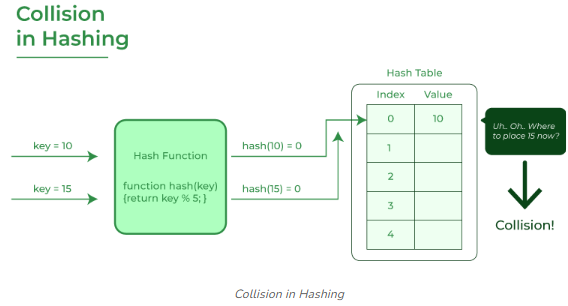 Collision
in Hashing
Hash Table
Index Value
key = 10
Hash Function
hash(10) = 0
0 10
Uh.. Oh.. Where
to place 15 now?
1
function hash(key)
{return key % 5; }
2
key = 15
hash(15) = 0
3
4
Collision!
Collision in Hashing